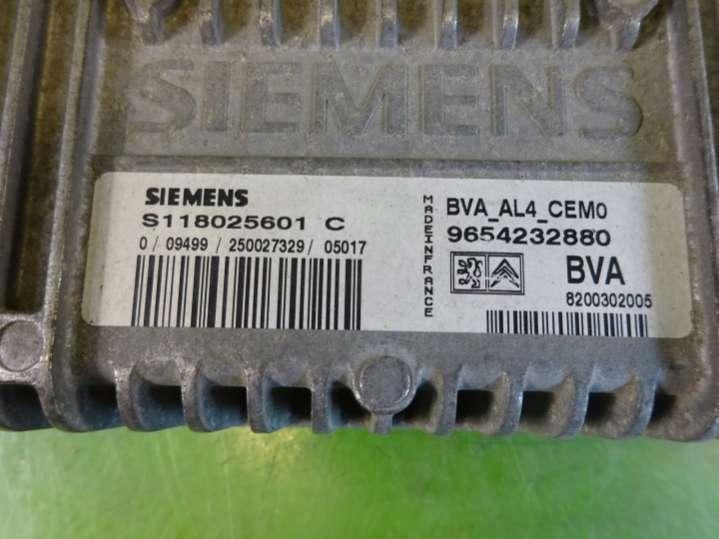 SIEMENS
SIEMENS
S118025601 C
0/ 09499 / 250027329/ 05017
MADEINFRANCE
BVA_AL4_CEM0
9654232880
BVA
8200302005